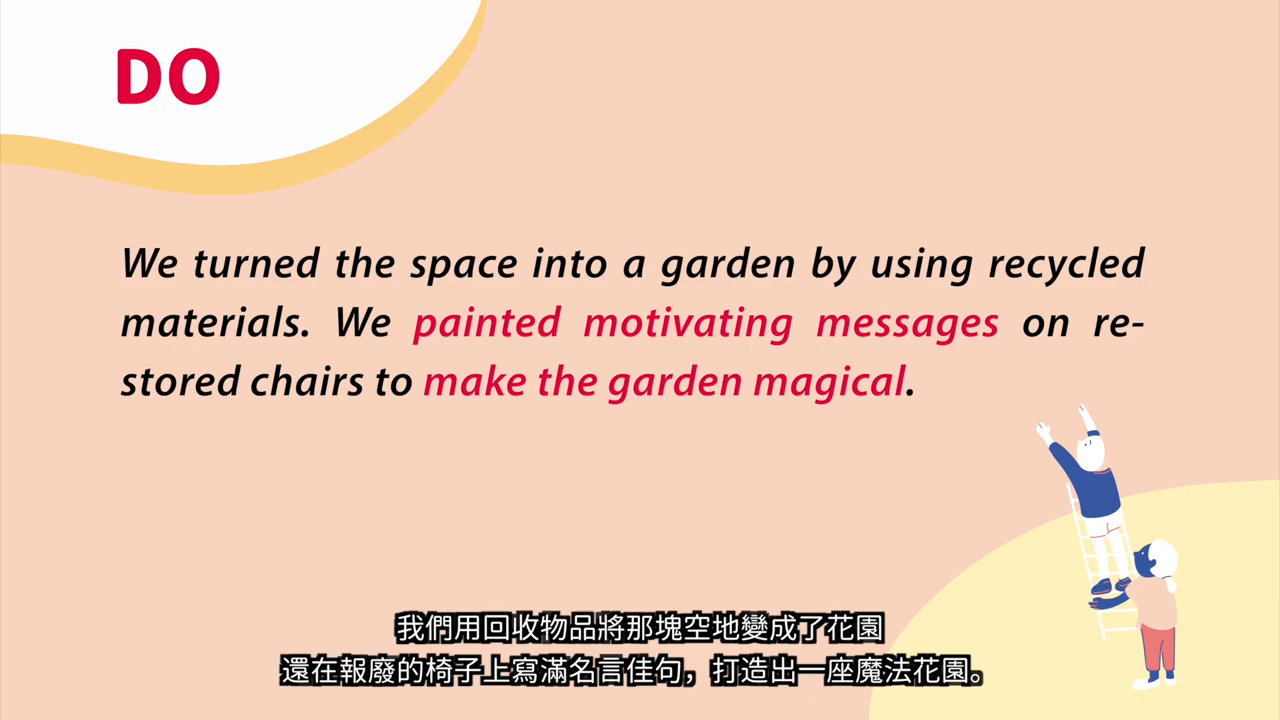 DO
We turned the space into a garden by using recycled
materials. We painted motivating messages on re-
stored chairs to make the garden magical.
我們用回收物品將那塊空地變成了花園
還在報廢的椅子上寫滿名言佳句，打造出一座魔法花園。